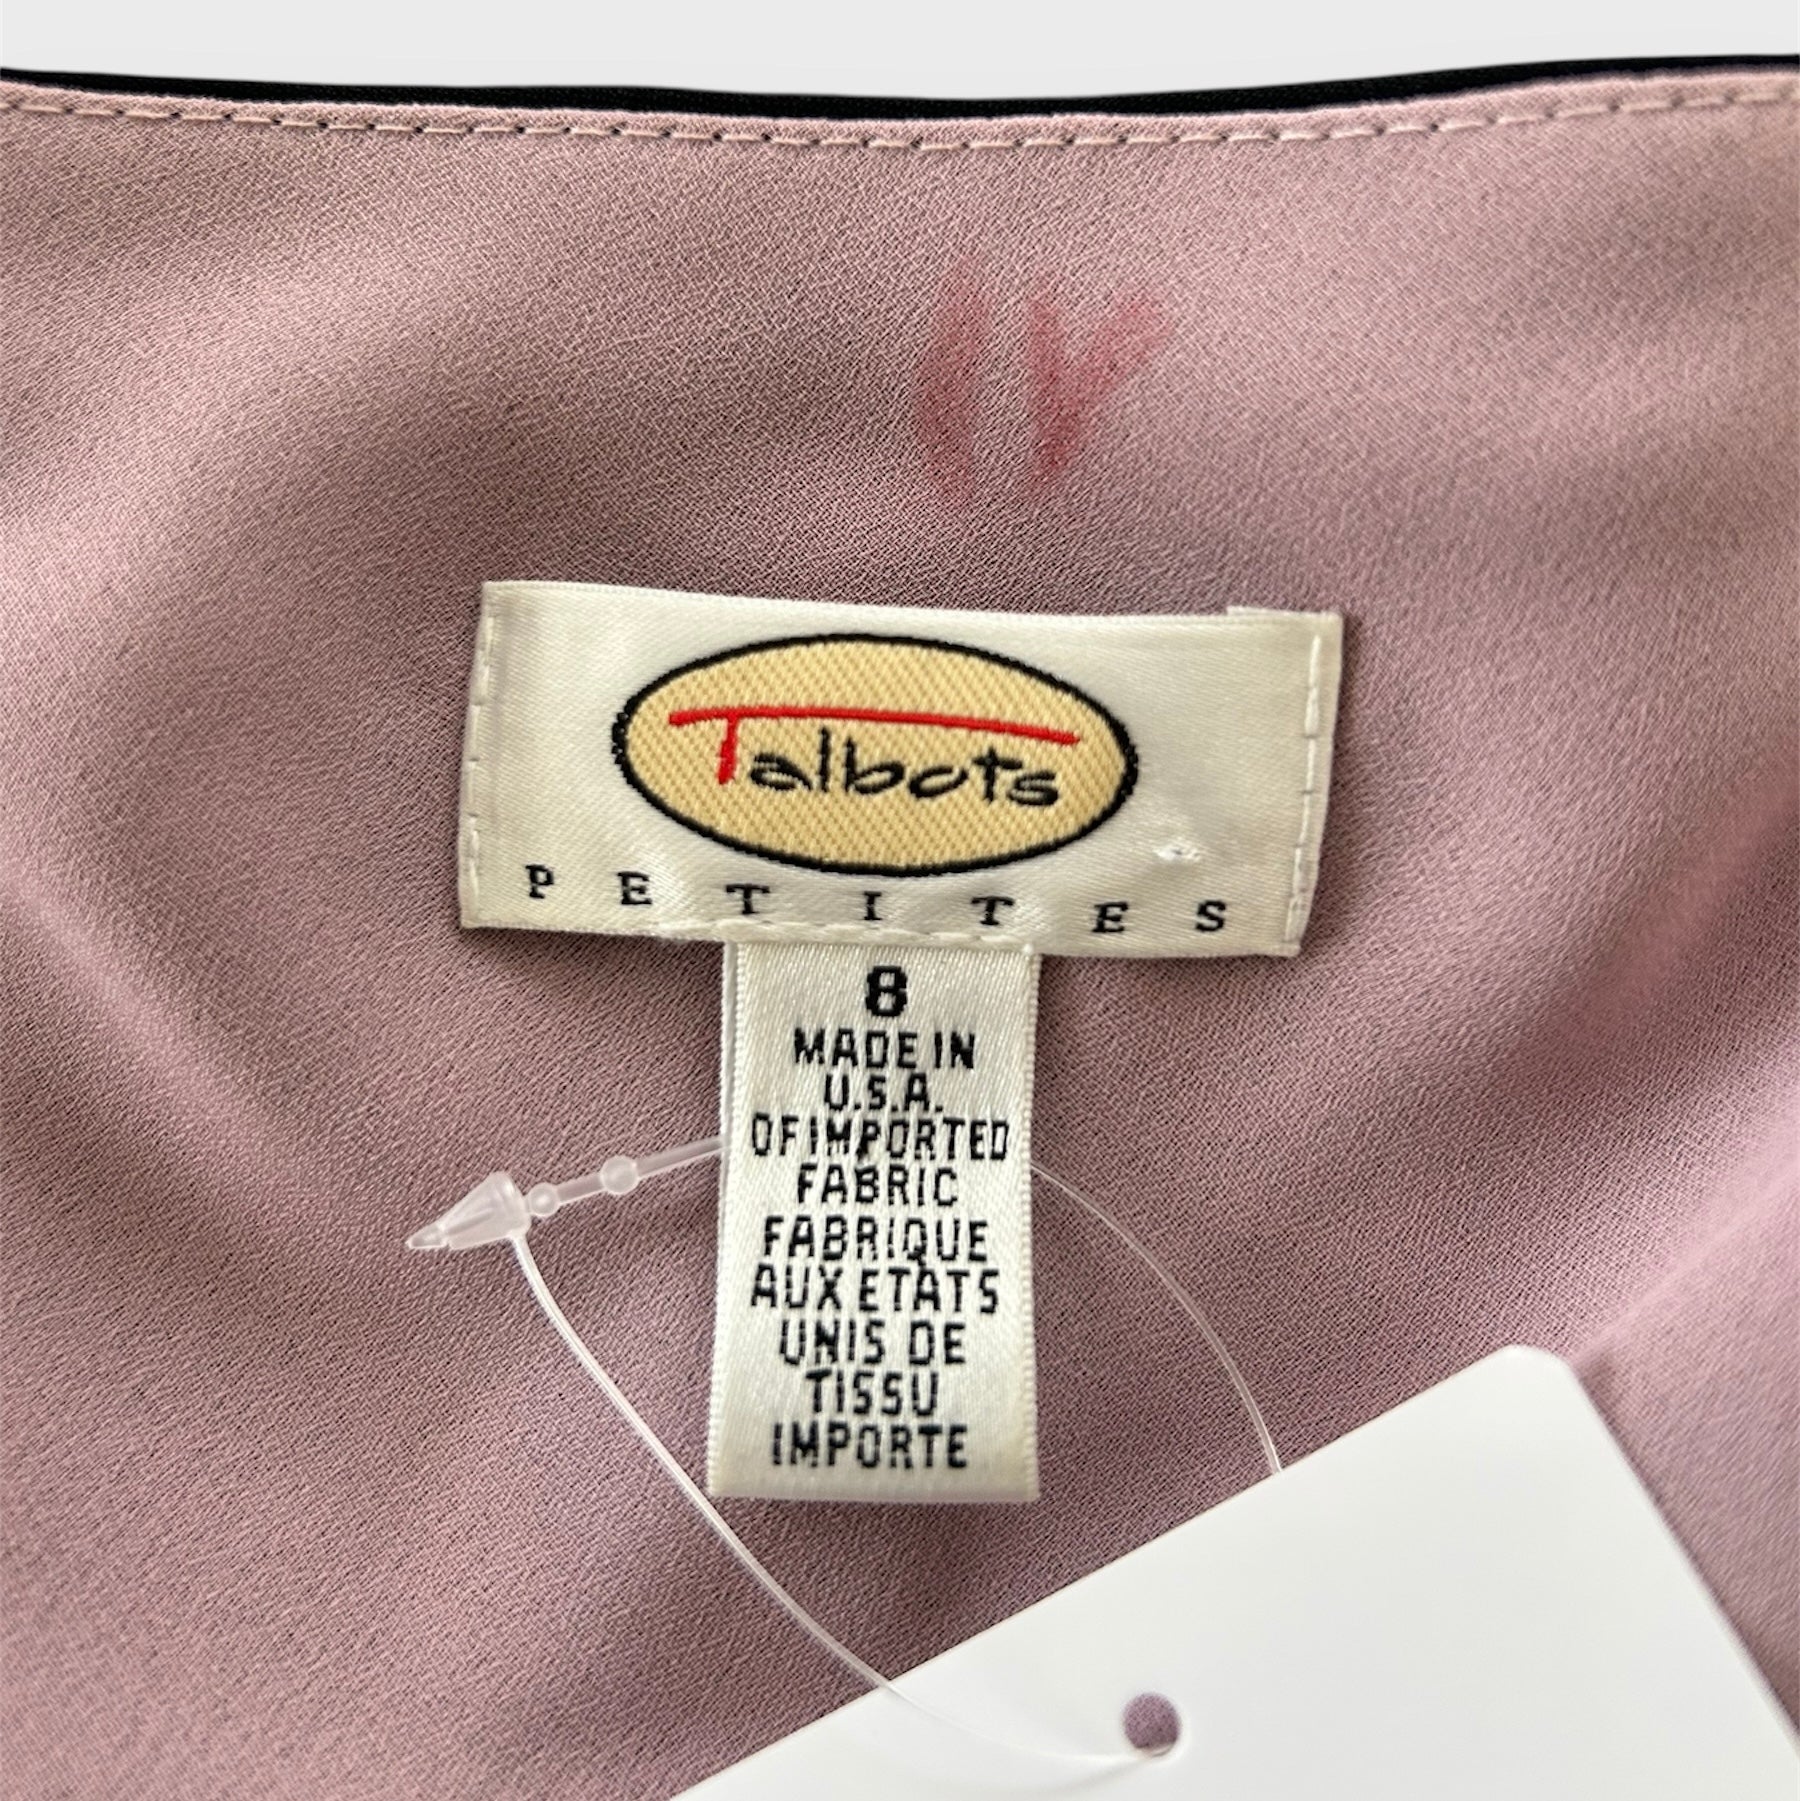 Talbots
PETITES
8
MADE IN
U.S.A.
OF IMPORTED
FABRIC
FABRIQUE
AUX ETATS
UNIS DE
TISSU
IMPORTE